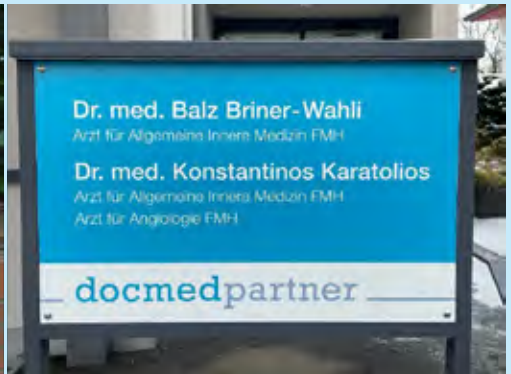 Dr. med. Balz Briner-Wahli
Arzt für Allgemeine Innere Medizin FMH
Dr. med. Konstantinos Karatolios
Arzt für Allgemeine Innere Medizin FMH
Arzt für Angiologie FMH
docmedpartner